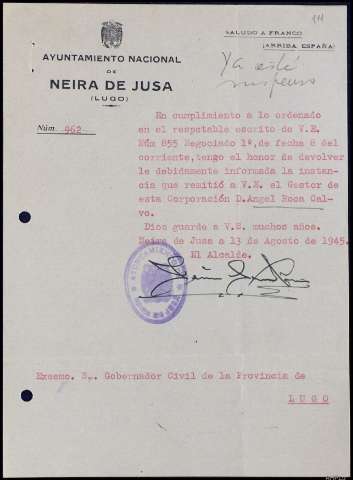 SALUDO A FRANCO
¡ARRIBA ESPAÑA!
Ya está
AYUNTAMIENTO NACIONAL
DE
NEIRA DE JUSA
(LUGO)
Núm. 962
En cumplimiento a lo ordenado
en el respetable escrito de V.E.
Núm 855 Negociado 1º, de fecha 8 del
corriente, tengo el honor de devolver
le debidamente informada la instan-
cia que remitió a V.E. el Gestor de
esta Corporación D.Angel Roca Cal-
vo.
Dios guarde a V.E. muchos años.
Neira de Jusa a 13 de Agosto de 1945.
El Alcalde,
Excmo. Sr. Gobernador Civil de la Provincia de
LUGO